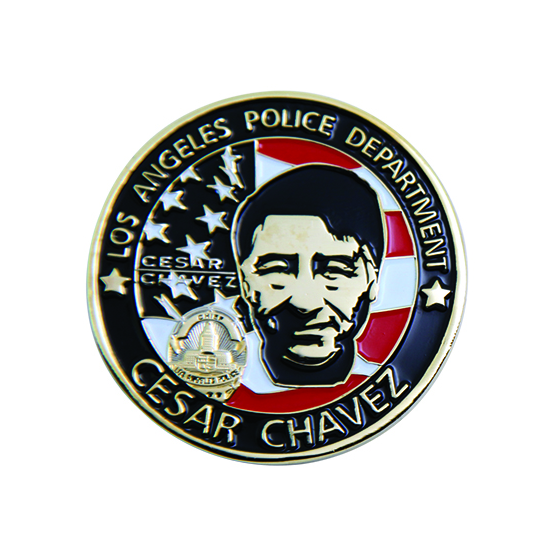 LOS ANGELES POLICE DEPARTMENT
CESAR
CHAVEZ
CESAR CHAVEZ